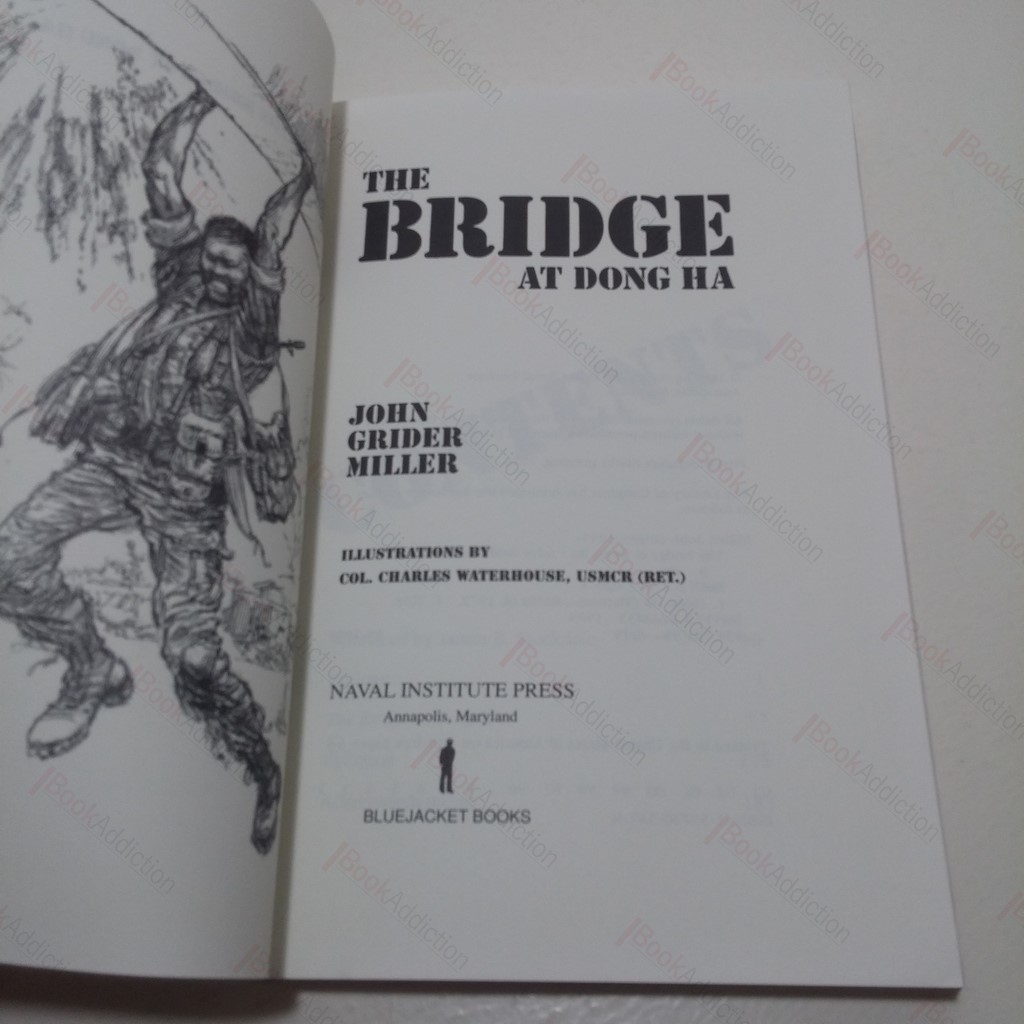 THE
BRIDGE
AT DONG HA
JOHN
GRIDER
MILLER
ILLUSTRATIONS BY
COL. CHARLES WATERHOUSE, USMCR (RET.)
NAVAL INSTITUTE PRESS
Annapolis, Maryland
BLUEJACKET BOOKS
BookAddiction